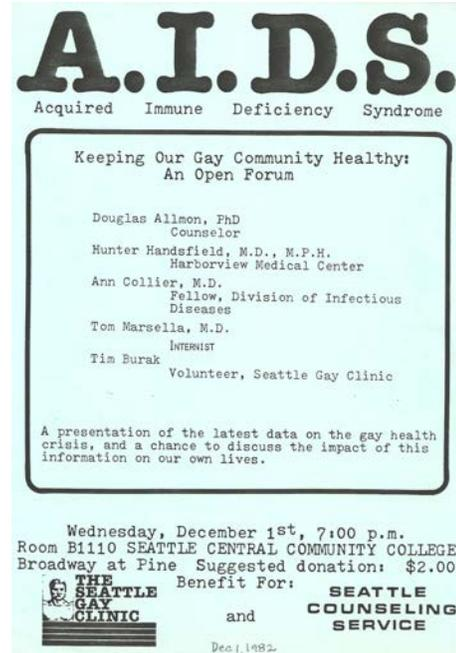 A.I.D.S.
Acquired Immune Deficiency Syndrome
Keeping Our Gay Community Healthy:
An Open Forum
Douglas Allmon, PhD
Counselor
Hunter Handsfield, M.D., M.P.H.
Harborview Medical Center
Ann Collier, M.D.
Fellow, Division of Infectious
Diseases
Tom Marsella, M.D.
INTERNIST
Tim Burak
Volunteer, Seattle Gay Clinic
A presentation of the latest data on the gay health
crisis, and a chance to discuss the impact of this
information on our own lives.
Wednesday, December 1st, 7:00 p.m.
Room B1110 SEATTLE CENTRAL COMMUNITY COLLEGE
Broadway at Pine Suggested donation: $2.00
Benefit For:
THE
SEATTLE
GAY
CLINIC
and
SEATTLE
COUNSELING
SERVICE
Dec 1, 1982